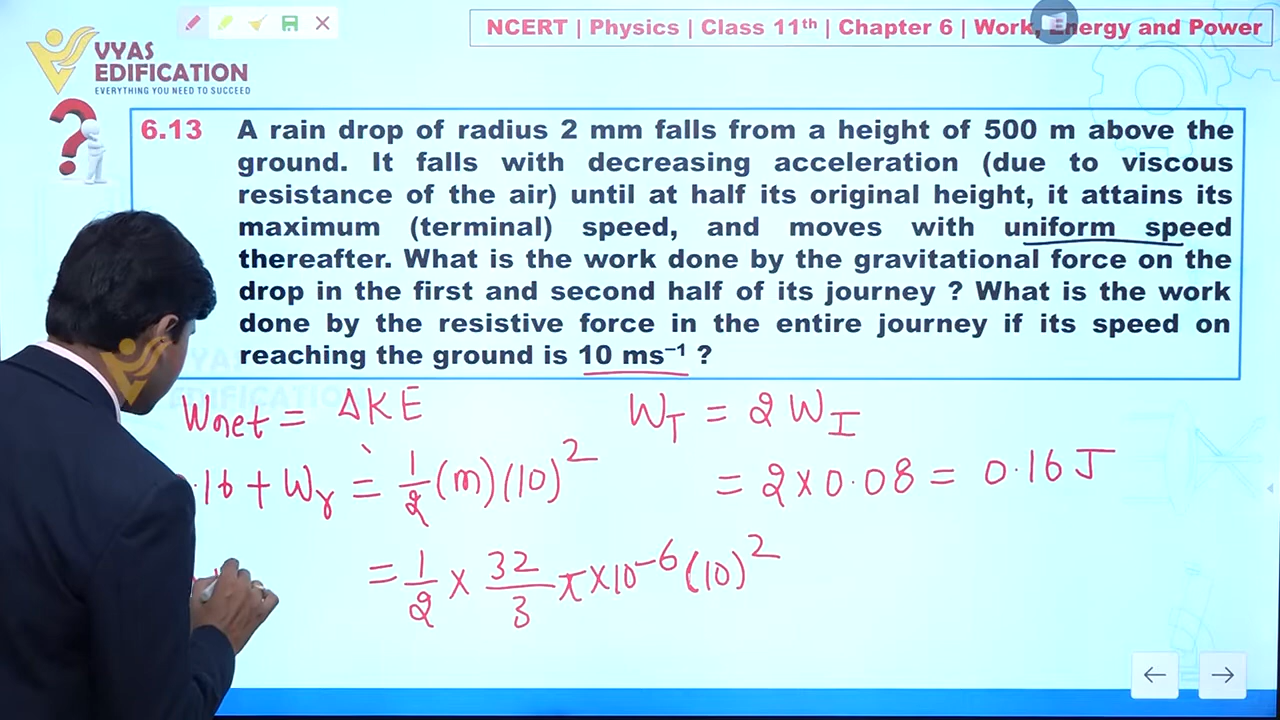 NCERT | Physics | Class 11th | Chapter 6 | Work, Energy and Power
VYAS
EDIFICATION
EVERYTHING YOU NEED TO SUCCEED
6.13 A rain drop of radius 2 mm falls from a height of 500 m above the
ground. It falls with decreasing acceleration (due to viscous
resistance of the air) until at half its original height, it attains its
maximum (terminal) speed, and moves with uniform speed
thereafter. What is the work done by the gravitational force on the
drop in the first and second half of its journey ? What is the work
done by the resistive force in the entire journey if its speed on
reaching the ground is 10 ms⁻¹ ?
Wnet = ΔKE
W_T = 2 W_I
.16 + W_r = 1/2 (m) (10)²
= 2 × 0.08 = 0.16 J
= 1/2 × 32/3 π × 10⁻⁶ (10)²